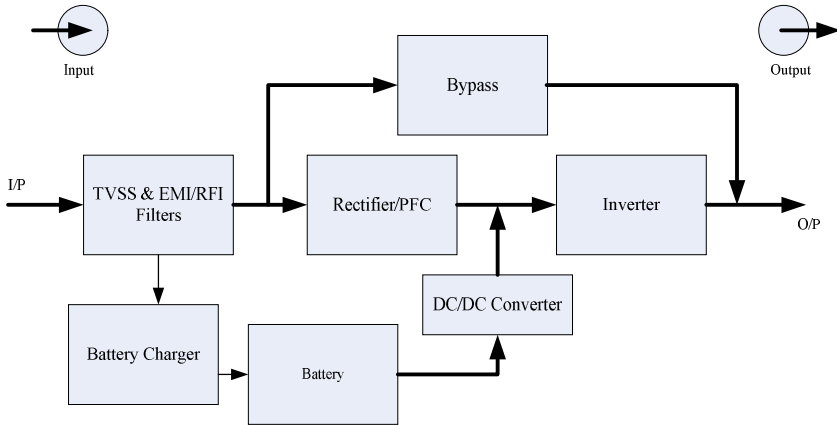 Input
Output
Bypass
I/P
TVSS & EMI/RFI
Filters
Rectifier/PFC
Inverter
O/P
DC/DC Converter
Battery Charger
Battery